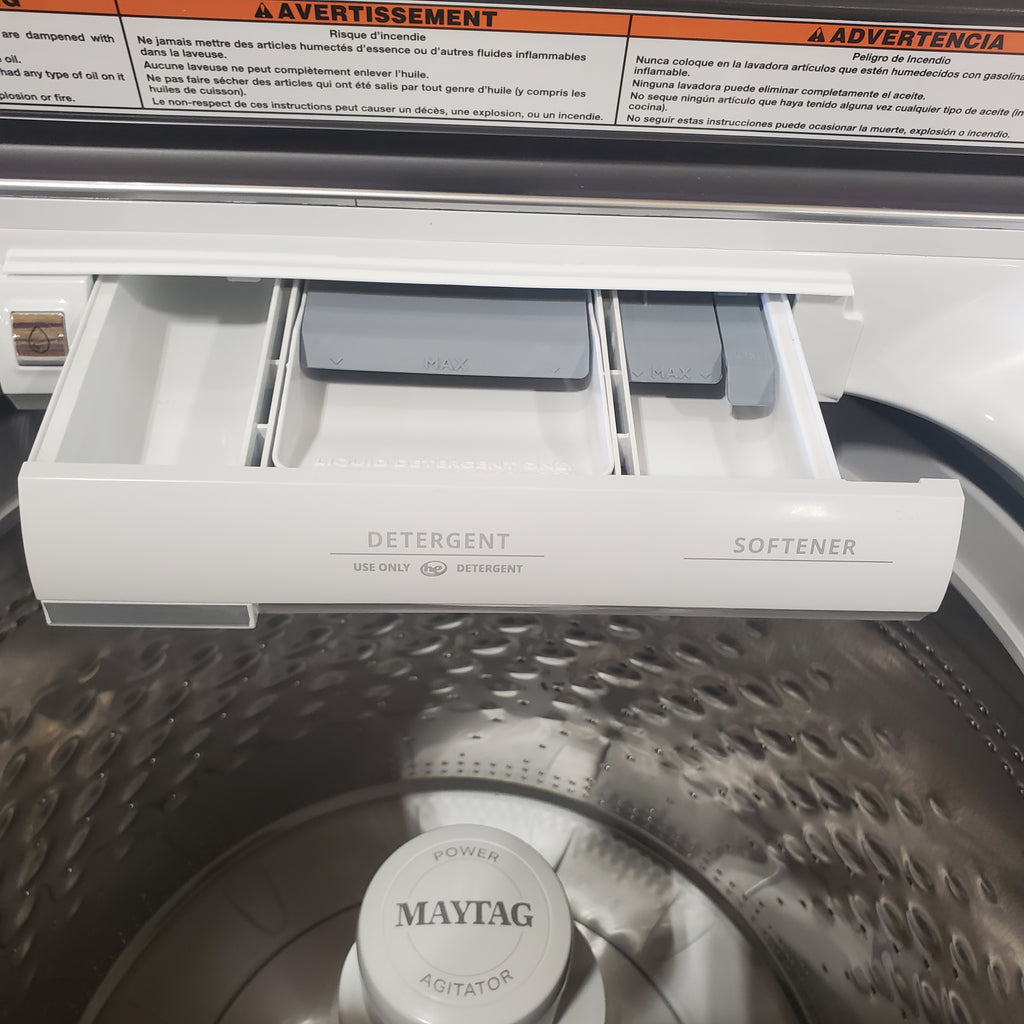 are dampened with
oil.
had any type of oil on it
plosion or fire.
AVERTISSEMENT
Risque d'incendie
Ne jamais mettre des articles humectés d'essence ou d'autres fluides inflammables
dans la laveuse.
Aucune laveuse ne peut complètement enlever l'huile.
Ne pas faire sécher des articles qui ont été salis par tout genre d'huile (y compris les
huiles de cuisson).
Le non-respect de ces instructions peut causer un décès, une explosion, ou un incendie.
ADVERTENCIA
Peligro de Incendio
Nunca coloque en la lavadora artículos que estén humedecidos con gasolina
inflamable.
Ninguna lavadora puede eliminar completamente el aceite.
No seque ningún artículo que haya tenido alguna vez cualquier tipo de aceite (in
cocina).
No seguir estas instrucciones puede ocasionar la muerte, explosión o incendio.
MAX
MAX
LIQUID DETERGENT ONLY
DETERGENT
USE ONLY he DETERGENT
SOFTENER
POWER
MAYTAG
AGITATOR